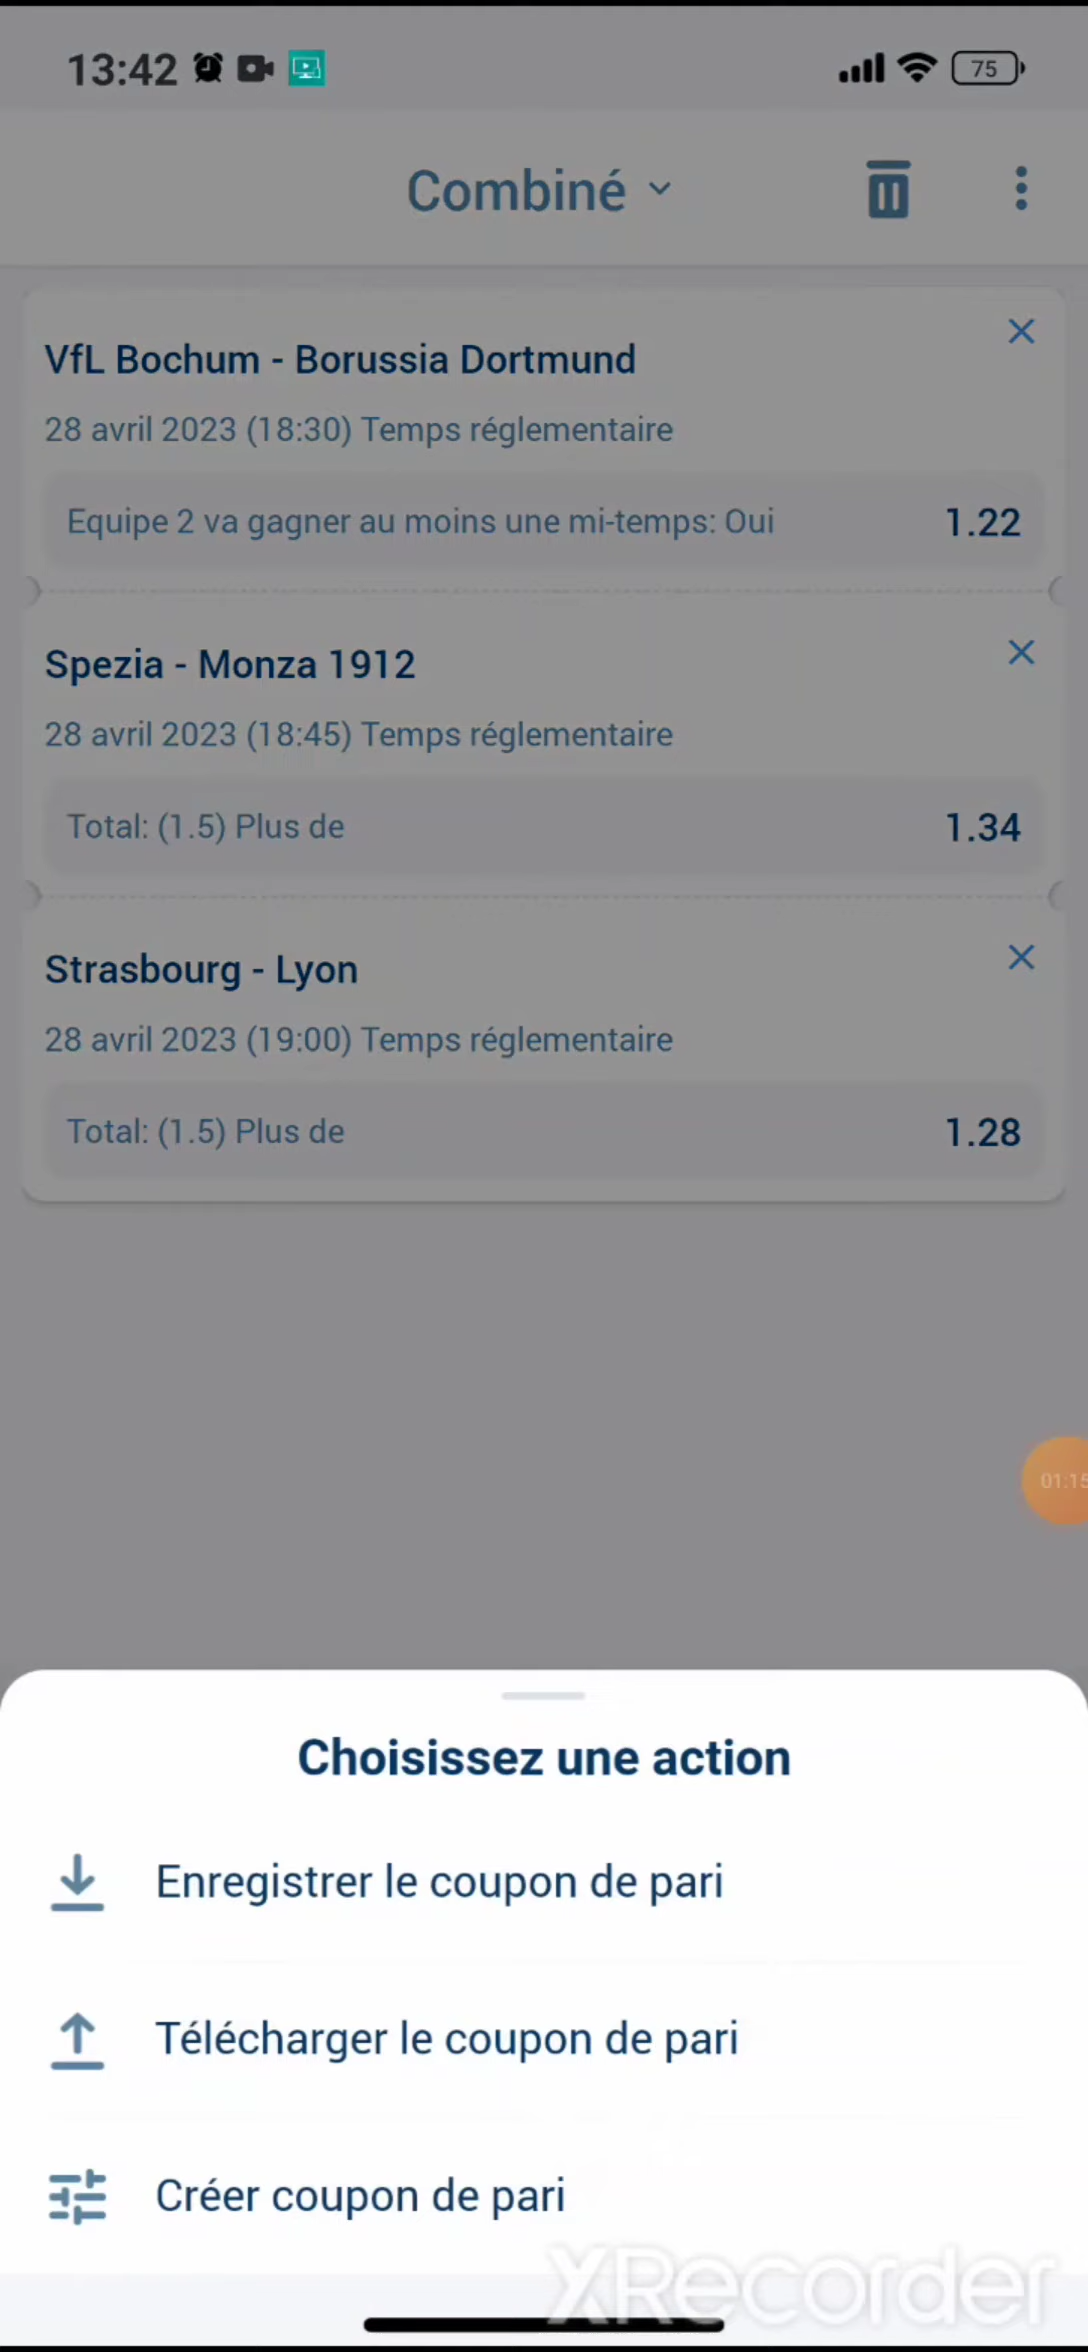 13:42
75
Combiné
VfL Bochum - Borussia Dortmund
28 avril 2023 (18:30) Temps réglementaire
Equipe 2 va gagner au moins une mi-temps: Oui 1.22
Spezia - Monza 1912
28 avril 2023 (18:45) Temps réglementaire
Total: (1.5) Plus de 1.34
Strasbourg - Lyon
28 avril 2023 (19:00) Temps réglementaire
Total: (1.5) Plus de 1.28
01:15
Choisissez une action
Enregistrer le coupon de pari
Télécharger le coupon de pari
Créer coupon de pari
XRecorder